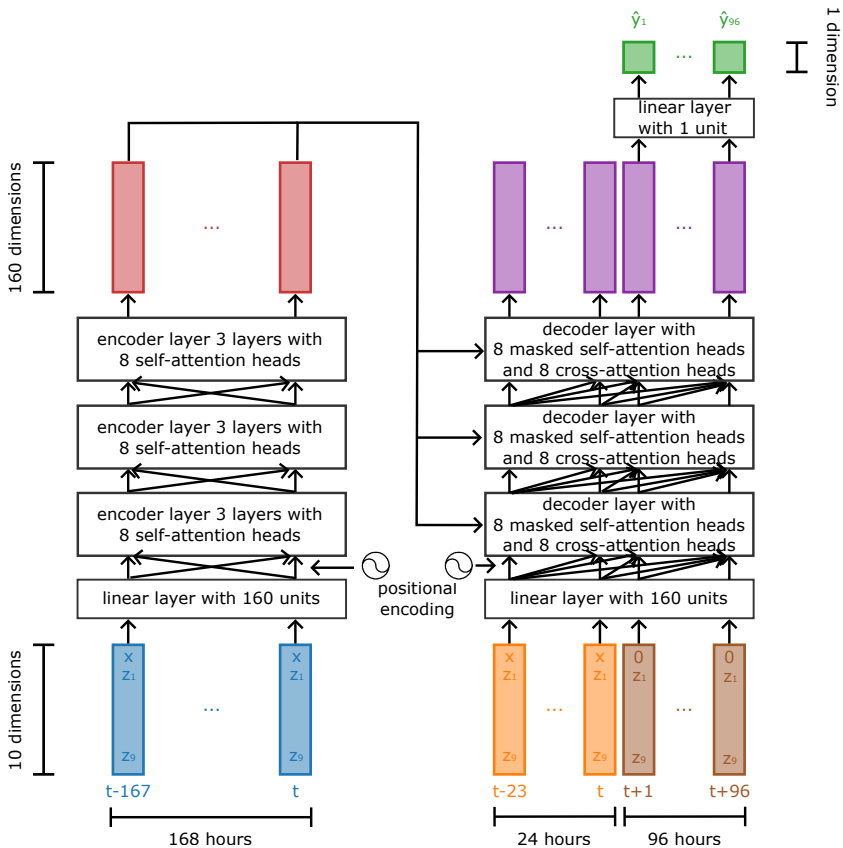 ŷ₁ ... ŷ₉₆
1 dimension
linear layer
with 1 unit
160 dimensions
...
... ...
encoder layer 3 layers with
8 self-attention heads
decoder layer with
8 masked self-attention heads
and 8 cross-attention heads
encoder layer 3 layers with
8 self-attention heads
decoder layer with
8 masked self-attention heads
and 8 cross-attention heads
encoder layer 3 layers with
8 self-attention heads
decoder layer with
8 masked self-attention heads
and 8 cross-attention heads
positional
encoding
linear layer with 160 units
linear layer with 160 units
10 dimensions
x x
z₁ z₁
...
z₉ z₉
t-167 t
168 hours
x x 0 0
z₁ z₁ z₁ z₁
... ...
z₉ z₉ z₉ z₉
t-23 t t+1 t+96
24 hours 96 hours